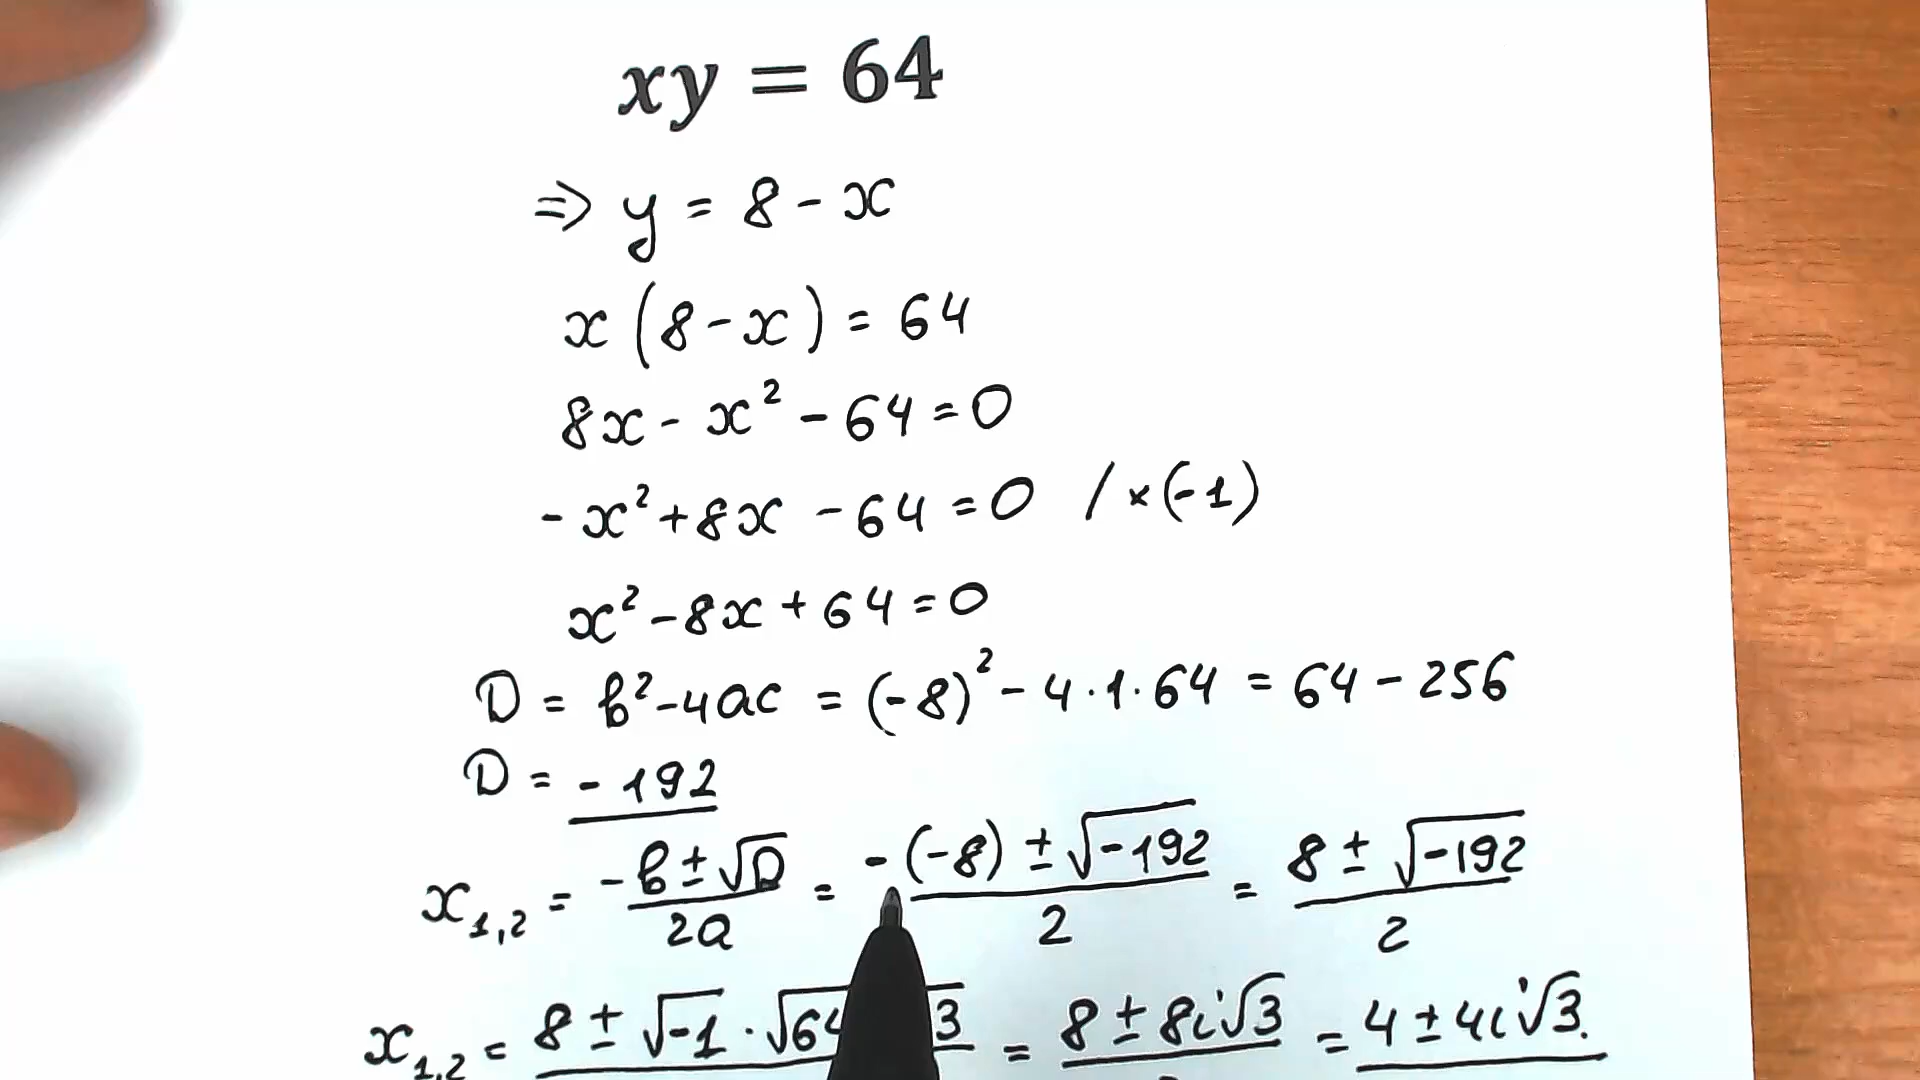 xy = 64
=> y = 8 - x
x (8 - x) = 64
8x - x² - 64 = 0
- x² + 8x - 64 = 0 / × (-1)
x² - 8x + 64 = 0
D = b² - 4ac = (-8)² - 4 · 1 · 64 = 64 - 256
D = - 192
x₁,₂ = (-b ± √D)/2a = (-(-8) ± √-192)/2 = (8 ± √-192)/2
x₁,₂ = 8 ± √-1 · √64 3 = 8 ± 8i√3 = 4 ± 4i√3.